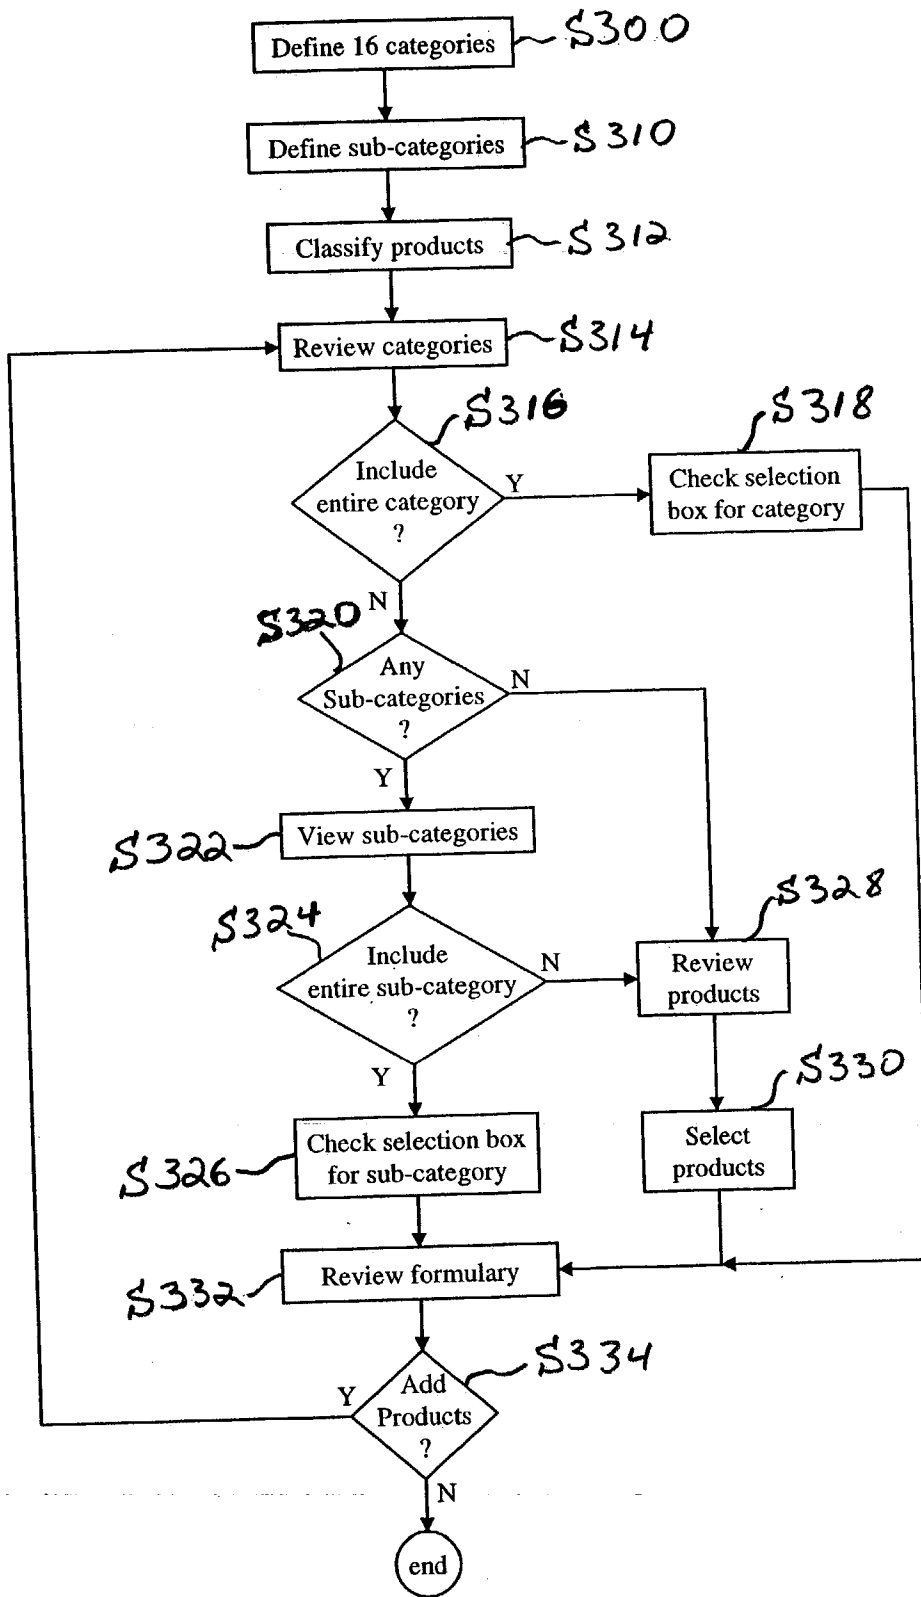 Define 16 categories
S300
Define sub-categories
S310
Classify products
S312
Review categories
S314
S316
S318
Include
entire category
?
Y
Check selection
box for category
N
S320
Any
Sub-categories
?
N
Y
View sub-categories
S322
S324
S328
Include
entire sub-category
?
N
Review
products
Y
S330
Check selection box
for sub-category
S326
Select
products
Review formulary
S332
S334
Y
Add
Products
?
N
end